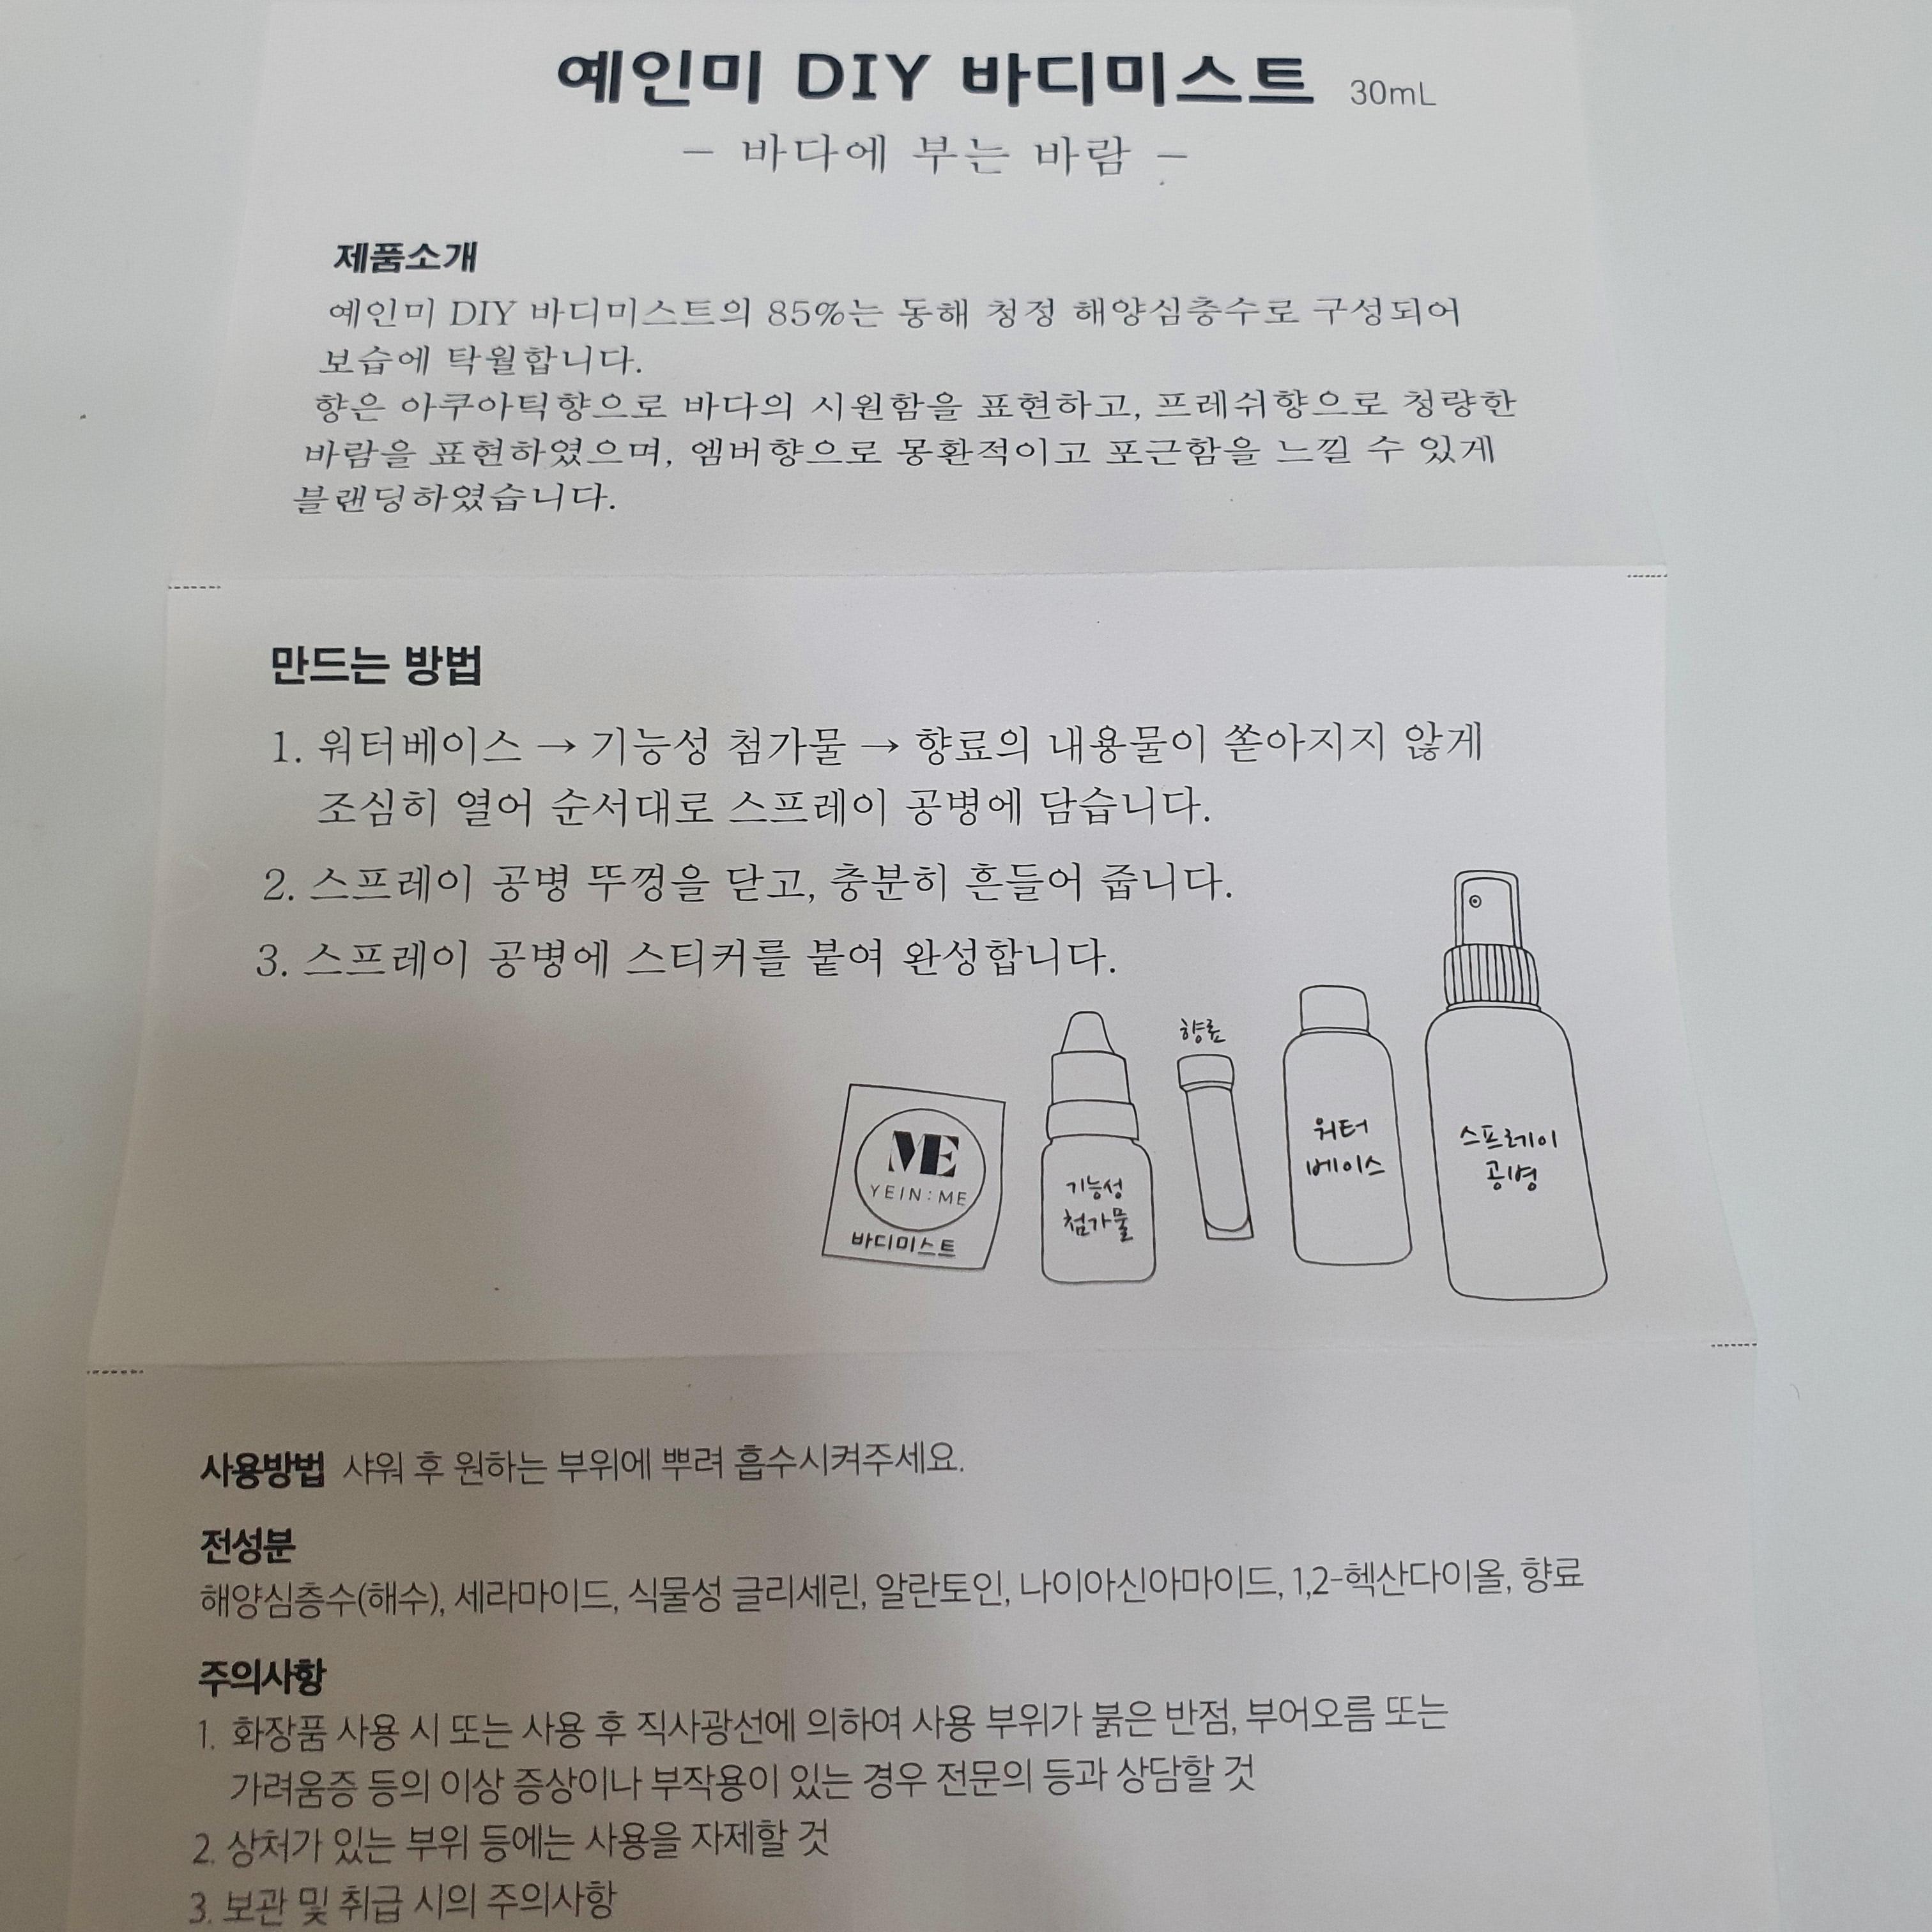 예인미 DIY 바디미스트 30mL
- 바다에 부는 바람 -
제품소개
예인미 DIY 바디미스트의 85%는 동해 청정 해양심층수로 구성되어
보습에 탁월합니다.
향은 아쿠아틱향으로 바다의 시원함을 표현하고, 프레쉬향으로 청량한
바람을 표현하였으며, 엠버향으로 몽환적이고 포근함을 느낄 수 있게
블랜딩하였습니다.
만드는 방법
1. 워터베이스 → 기능성 첨가물 → 향료의 내용물이 쏟아지지 않게
조심히 열어 순서대로 스프레이 공병에 담습니다.
2. 스프레이 공병 뚜껑을 닫고, 충분히 흔들어 줍니다.
3. 스프레이 공병에 스티커를 붙여 완성합니다.
ME
YEIN:ME
바디미스트
기능성
첨가물
향료
워터
베이스
스프레이
공병
사용방법 샤워 후 원하는 부위에 뿌려 흡수시켜주세요.
전성분
해양심층수(해수), 세라마이드, 식물성 글리세린, 알란토인, 나이아신아마이드, 1,2-헥산다이올, 향료
주의사항
1. 화장품 사용 시 또는 사용 후 직사광선에 의하여 사용 부위가 붉은 반점, 부어오름 또는
가려움증 등의 이상 증상이나 부작용이 있는 경우 전문의 등과 상담할 것
2. 상처가 있는 부위 등에는 사용을 자제할 것
3. 보관 및 취급 시의 주의사항